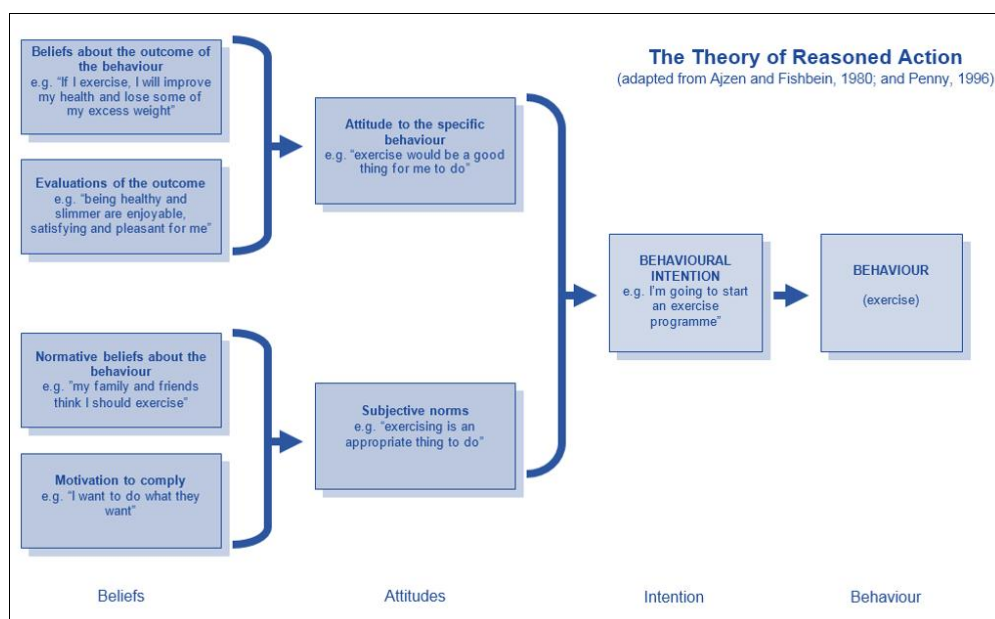 The Theory of Reasoned Action
(adapted from Ajzen and Fishbein, 1980; and Penny, 1996)
Beliefs about the outcome of
the behaviour
e.g. "If I exercise, I will improve
my health and lose some of
my excess weight"
Evaluations of the outcome
e.g. "being healthy and
slimmer are enjoyable,
satisfying and pleasant for me"
Normative beliefs about the
behaviour
e.g. "my family and friends
think I should exercise"
Motivation to comply
e.g. "I want to do what they
want"
Attitude to the specific
behaviour
e.g. "exercise would be a good
thing for me to do"
Subjective norms
e.g. "exercising is an
appropriate thing to do"
BEHAVIOURAL
INTENTION
e.g. I'm going to start
an exercise
programme"
BEHAVIOUR
(exercise)
Beliefs
Attitudes
Intention
Behaviour